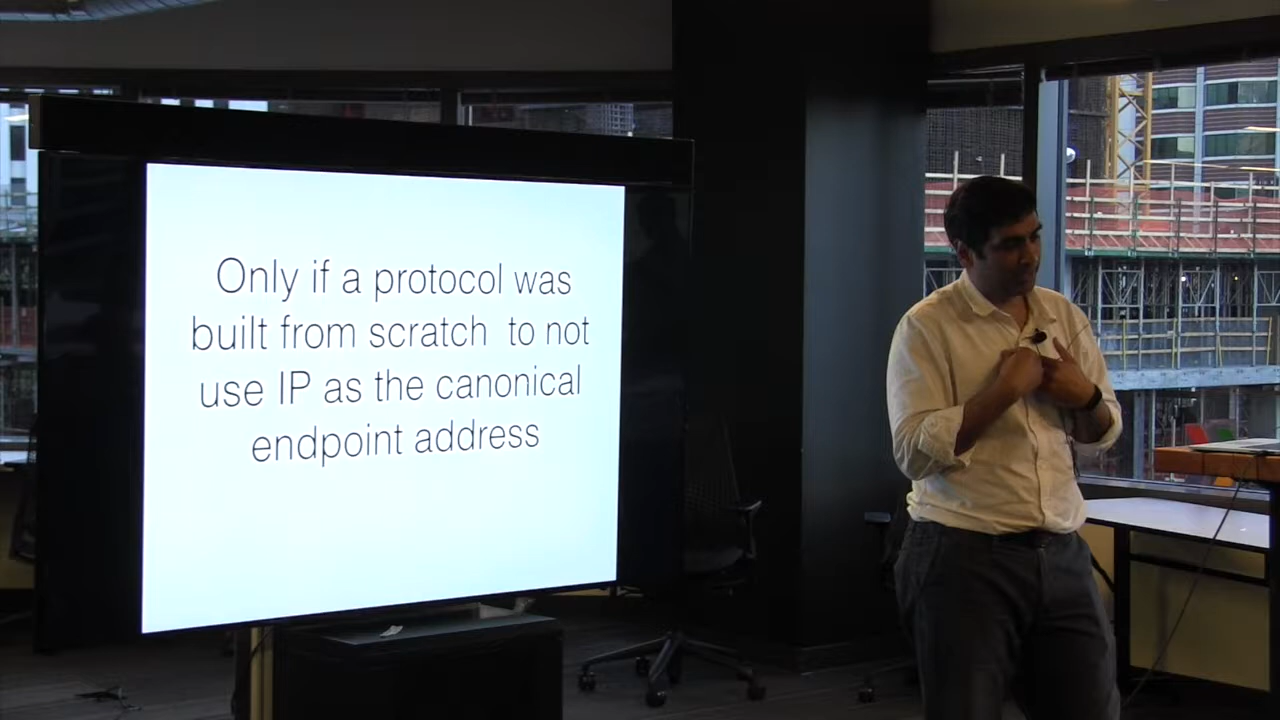 Only if a protocol was
built from scratch  to not
use IP as the canonical
endpoint address